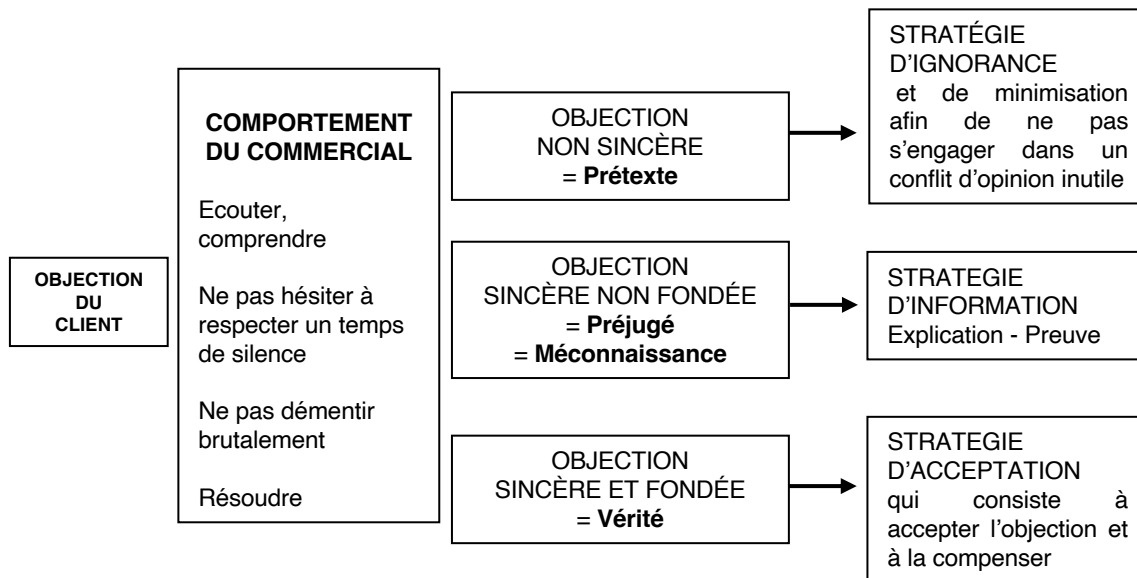 OBJECTION
DU
CLIENT
COMPORTEMENT
DU COMMERCIAL
Ecouter,
comprendre
Ne pas hésiter à
respecter un temps
de silence
Ne pas démentir
brutalement
Résoudre
OBJECTION
NON SINCÈRE
= Prétexte
STRATÉGIE
D’IGNORANCE
et de minimisation
afin de ne pas
s’engager dans un
conflit d’opinion inutile
OBJECTION
SINCÈRE NON FONDÉE
= Préjugé
= Méconnaissance
STRATEGIE
D’INFORMATION
Explication - Preuve
OBJECTION
SINCÈRE ET FONDÉE
= Vérité
STRATEGIE
D’ACCEPTATION
qui consiste à
accepter l’objection et
à la compenser